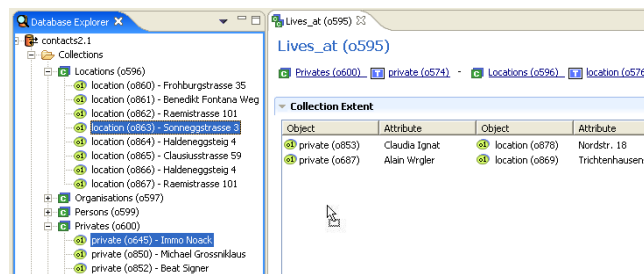 Database Explorer
contacts2.1
Collections
Locations (o596)
location (o860) - Frohburgstrasse 35
location (o861) - Benedikt Fontana Weg
location (o862) - Raemistrasse 101
location (o863) - Sonneggstrasse 3
location (o864) - Haldeneggsteig 4
location (o865) - Clausiusstrasse 59
location (o866) - Haldeneggsteig 4
location (o867) - Raemistrasse 101
Organisations (o597)
Persons (o599)
Privates (o600)
private (o645) - Immo Noack
private (o850) - Michael Grossniklaus
private (o852) - Beat Signer
Lives_at (o595)
Lives_at (o595)
Privates (o600) private (o574) - Locations (o596) location (o576
Collection Extent
Object Attribute Object Attribute
private (o853) Claudia Ignat location (o878) Nordstr. 18
private (o687) Alain Wrgler location (o869) Trichtenhausen